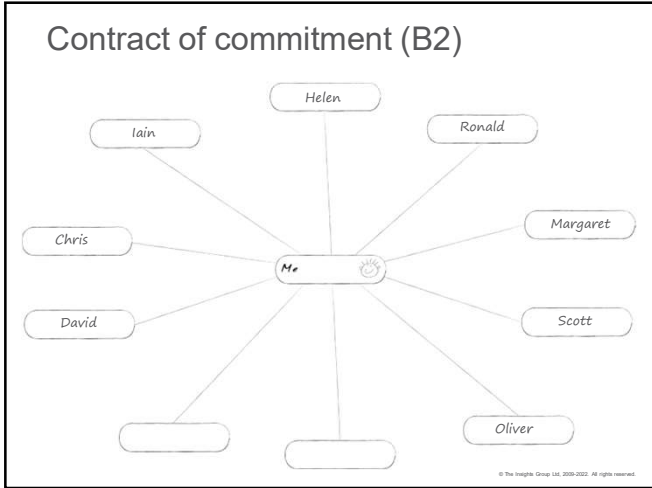 Contract of commitment (B2)
Helen
Iain
Ronald
Chris
Margaret
Me
David
Scott
Oliver
© The Insights Group Ltd, 2009-2022. All rights reserved.